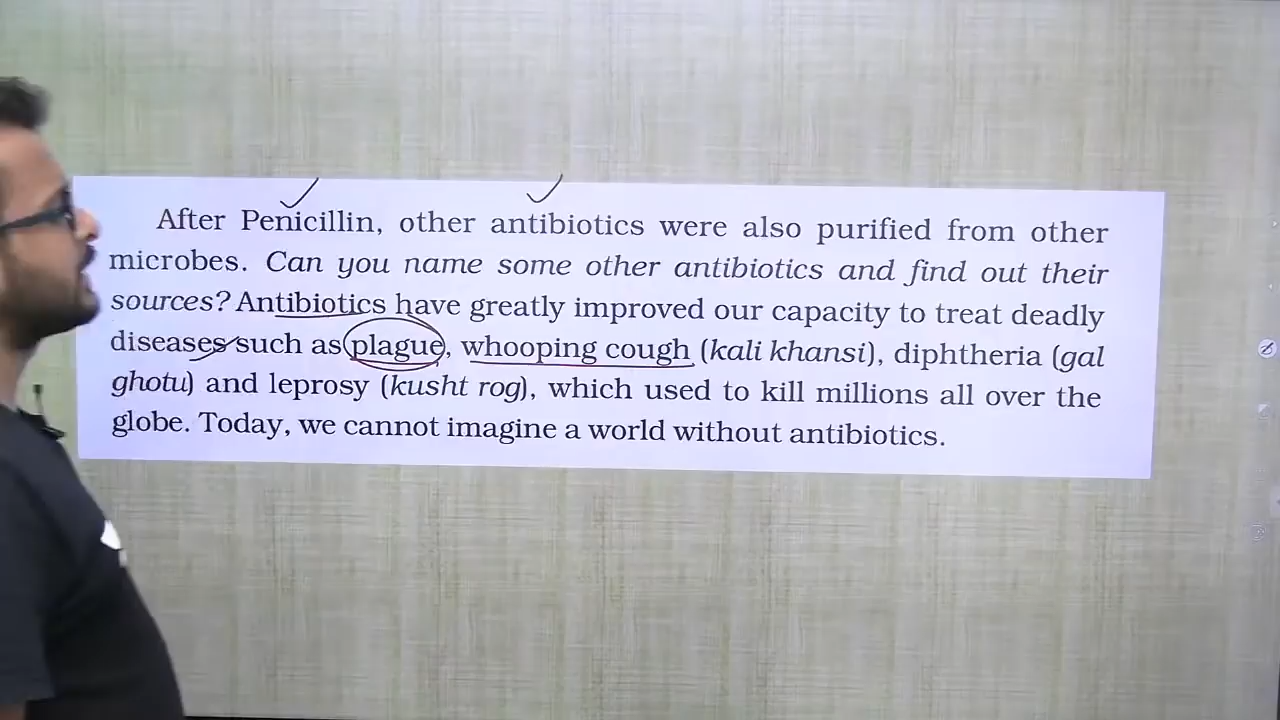 After Penicillin, other antibiotics were also purified from other
microbes. Can you name some other antibiotics and find out their
sources? Antibiotics have greatly improved our capacity to treat deadly
diseases such as plague, whooping cough (kali khansi), diphtheria (gal
ghotu) and leprosy (kusht rog), which used to kill millions all over the
globe. Today, we cannot imagine a world without antibiotics.